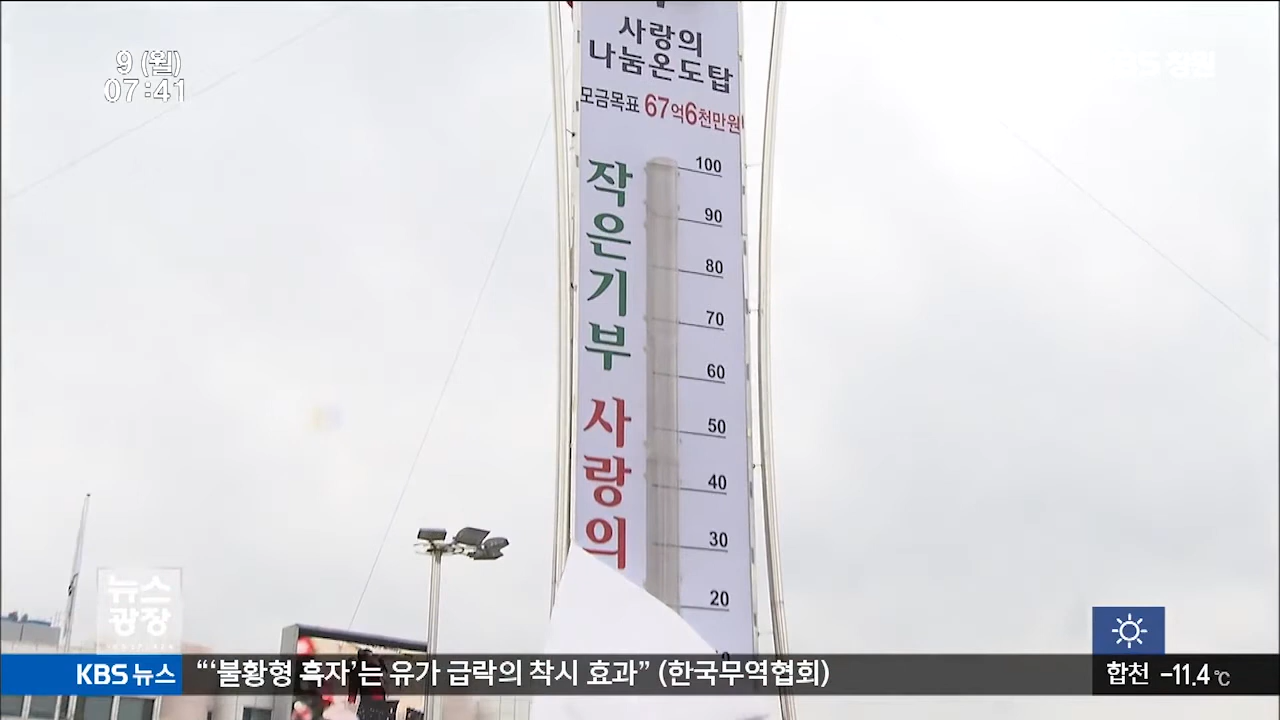 9 (월)
07:41
KBS 창원
사랑의
나눔온도탑
모금목표 67억6천만원
100
90
80
70
60
50
40
30
20
작은기부 사랑의
뉴스
광장
KBS 뉴스
“‘불황형 흑자’는 유가 급락의 착시 효과” (한국무역협회)
합천 -11.4℃